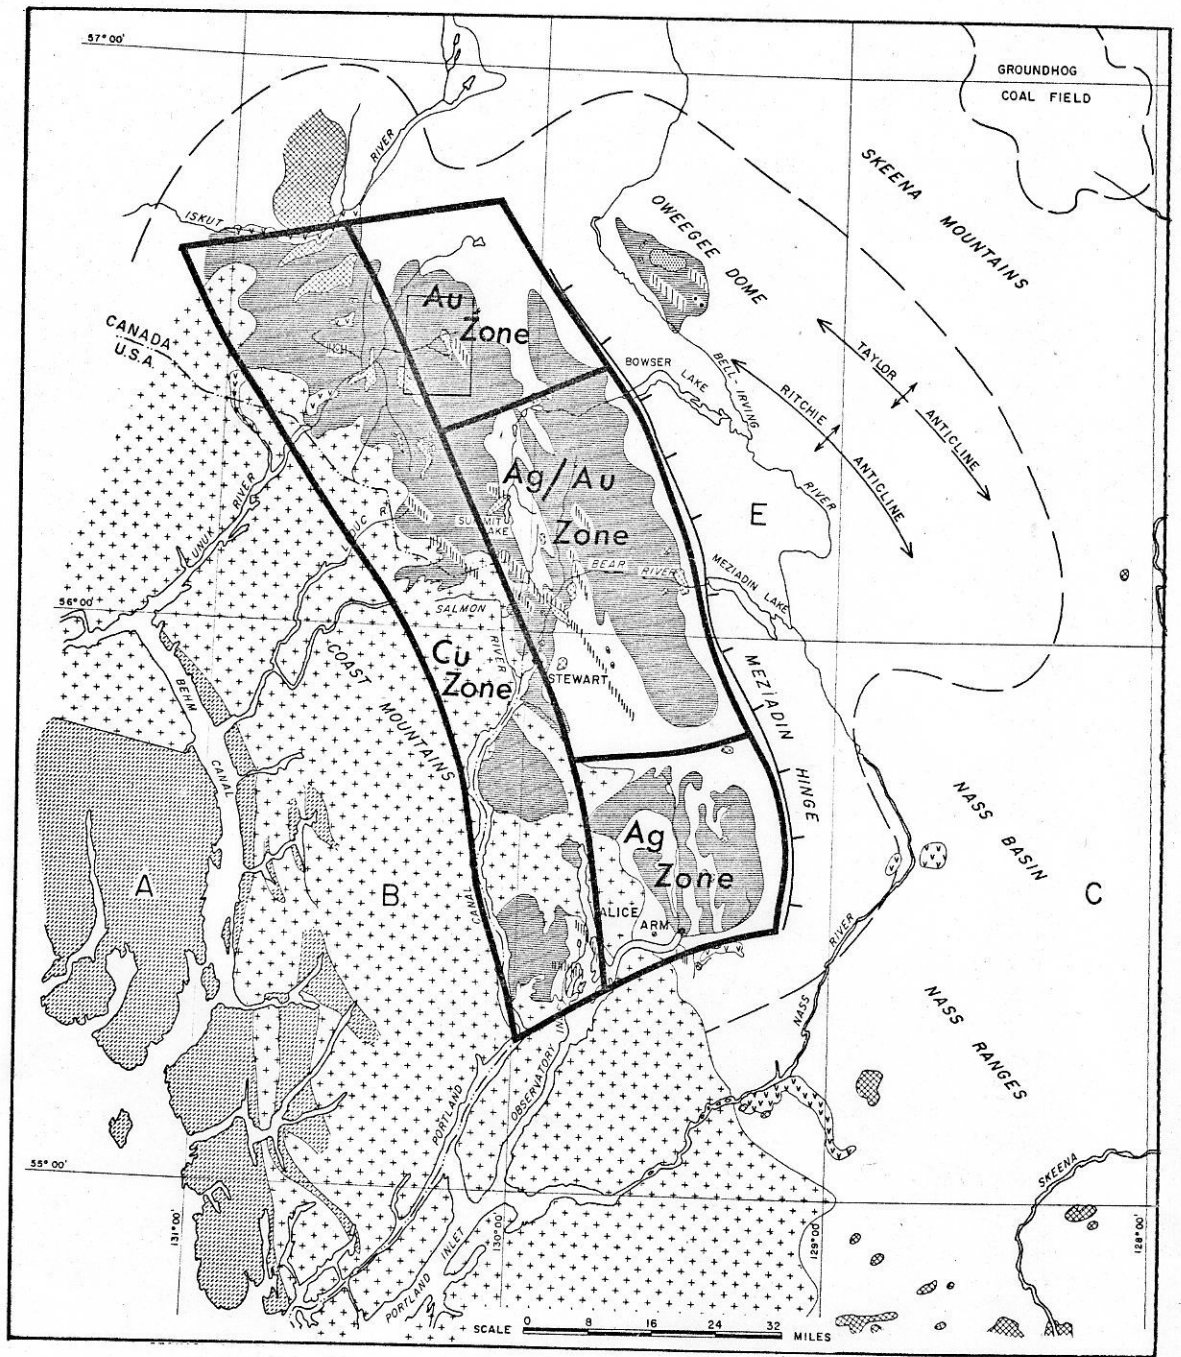 57°00'
GROUNDHOG
COAL FIELD
RIVER
SKEENA
MOUNTAINS
ISKUT
OWEEGEE DOME
Au
Zone
CANADA
U.S.A.
TAYLOR
ANTICLINE
BOWSER
LAKE
BELL-IRVING
RIVER
RITCHIE
ANTICLINE
Ag/Au
Zone
E
UNUK
RIVER
LEDUC R.
SUMMIT
LAKE
BEAR RIVER
MEZIADIN LAKE
56°00'
SALMON
RIVER
Cu
Zone
STEWART
COAST
MOUNTAINS
BEHM
CANAL
MEZIADIN
HINGE
NASS
BASIN
A
B
C
Ag
Zone
CANAL
ALICE
ARM
NASS
RIVER
NASS
RANGES
PORTLAND
OBSERVATORY
55°00'
SKEENA
131°00'
130°00'
129°00'
128°00'
PORTLAND
INLET
SCALE 0 8 16 24 32 MILES